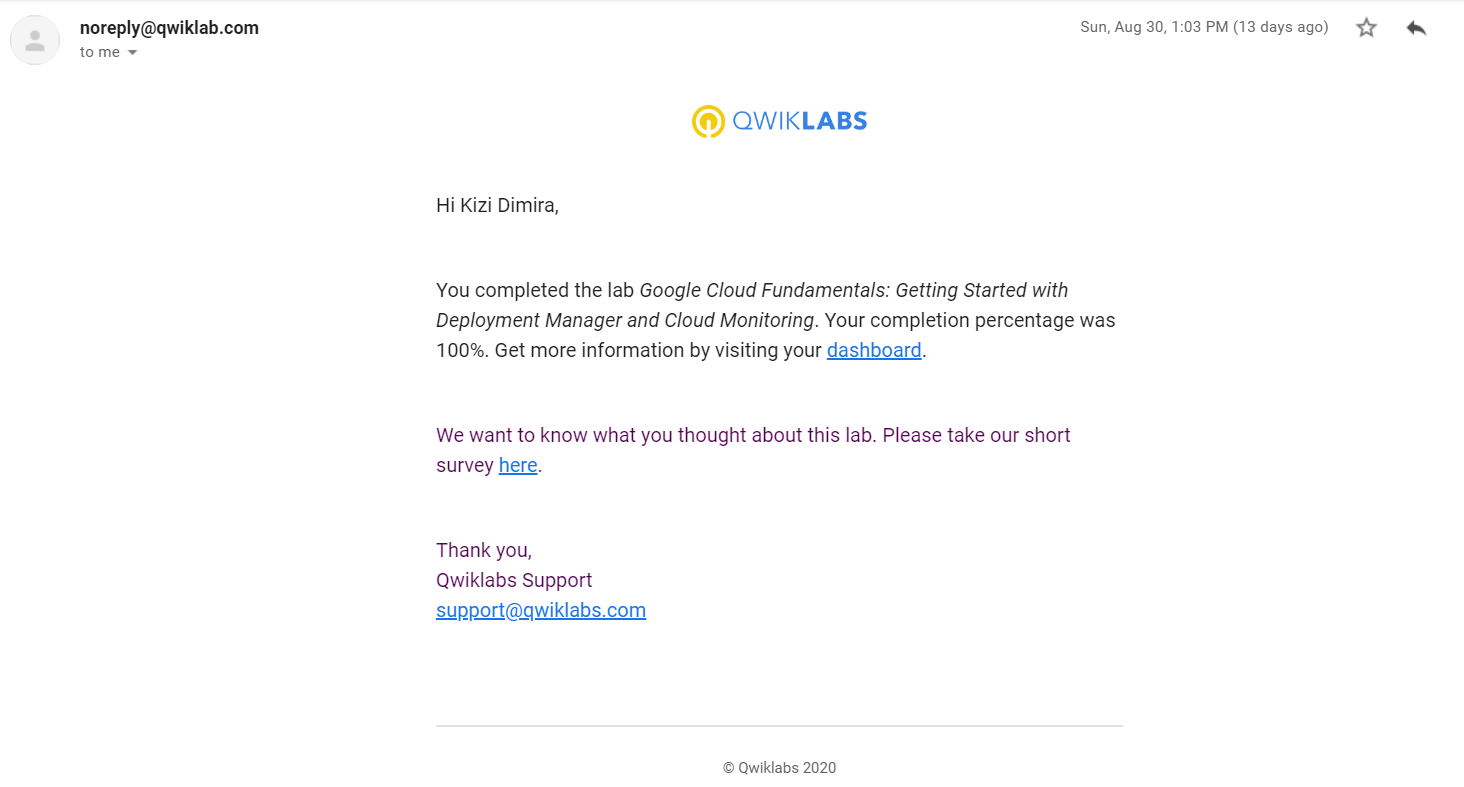 noreply@qwiklab.com
Sun, Aug 30, 1:03 PM (13 days ago)
to me
QWIKLABS
Hi Kizi Dimira,
You completed the lab Google Cloud Fundamentals: Getting Started with
Deployment Manager and Cloud Monitoring. Your completion percentage was
100%. Get more information by visiting your dashboard.
We want to know what you thought about this lab. Please take our short
survey here.
Thank you,
Qwiklabs Support
support@qwiklabs.com
© Qwiklabs 2020